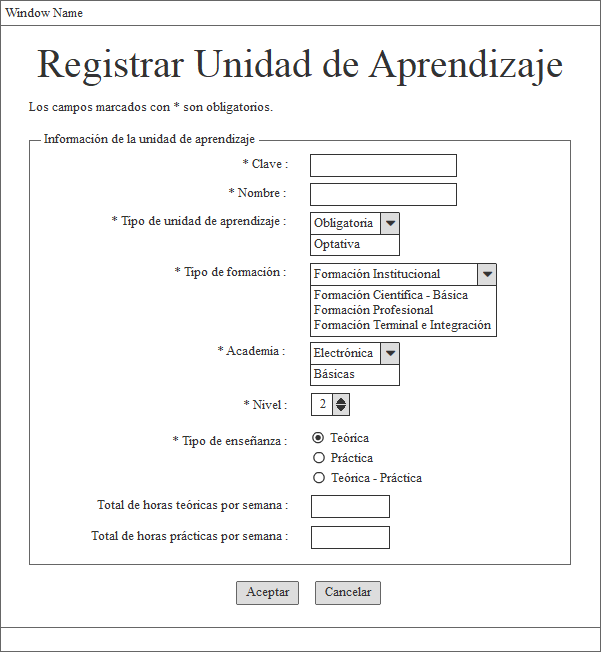 Window Name
Registrar Unidad de Aprendizaje
Los campos marcados con * son obligatorios.
Información de la unidad de aprendizaje
* Clave :
* Nombre :
* Tipo de unidad de aprendizaje : Obligatoria
Optativa
* Tipo de formación : Formación Institucional
Formación Científica - Básica
Formación Profesional
Formación Terminal e Integración
* Academia : Electrónica
Básicas
* Nivel : 2
* Tipo de enseñanza : Teórica
Práctica
Teórica - Práctica
Total de horas teóricas por semana :
Total de horas prácticas por semana :
Aceptar Cancelar